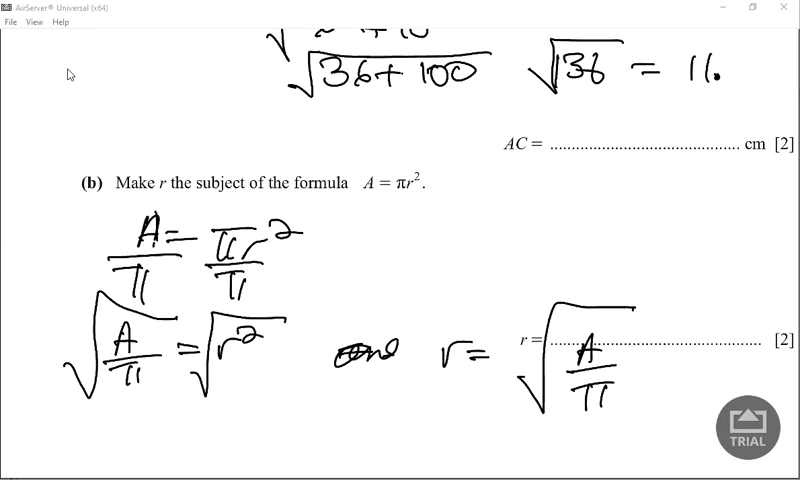 AirServer® Universal (x64)
File View Help
√36+100 √136 = 11.
AC = .......................................... cm [2]
(b) Make r the subject of the formula A = πr².
A/π = πr²/π
√A/π = √r² r = √A/π
r = .......................................... [2]
TRIAL